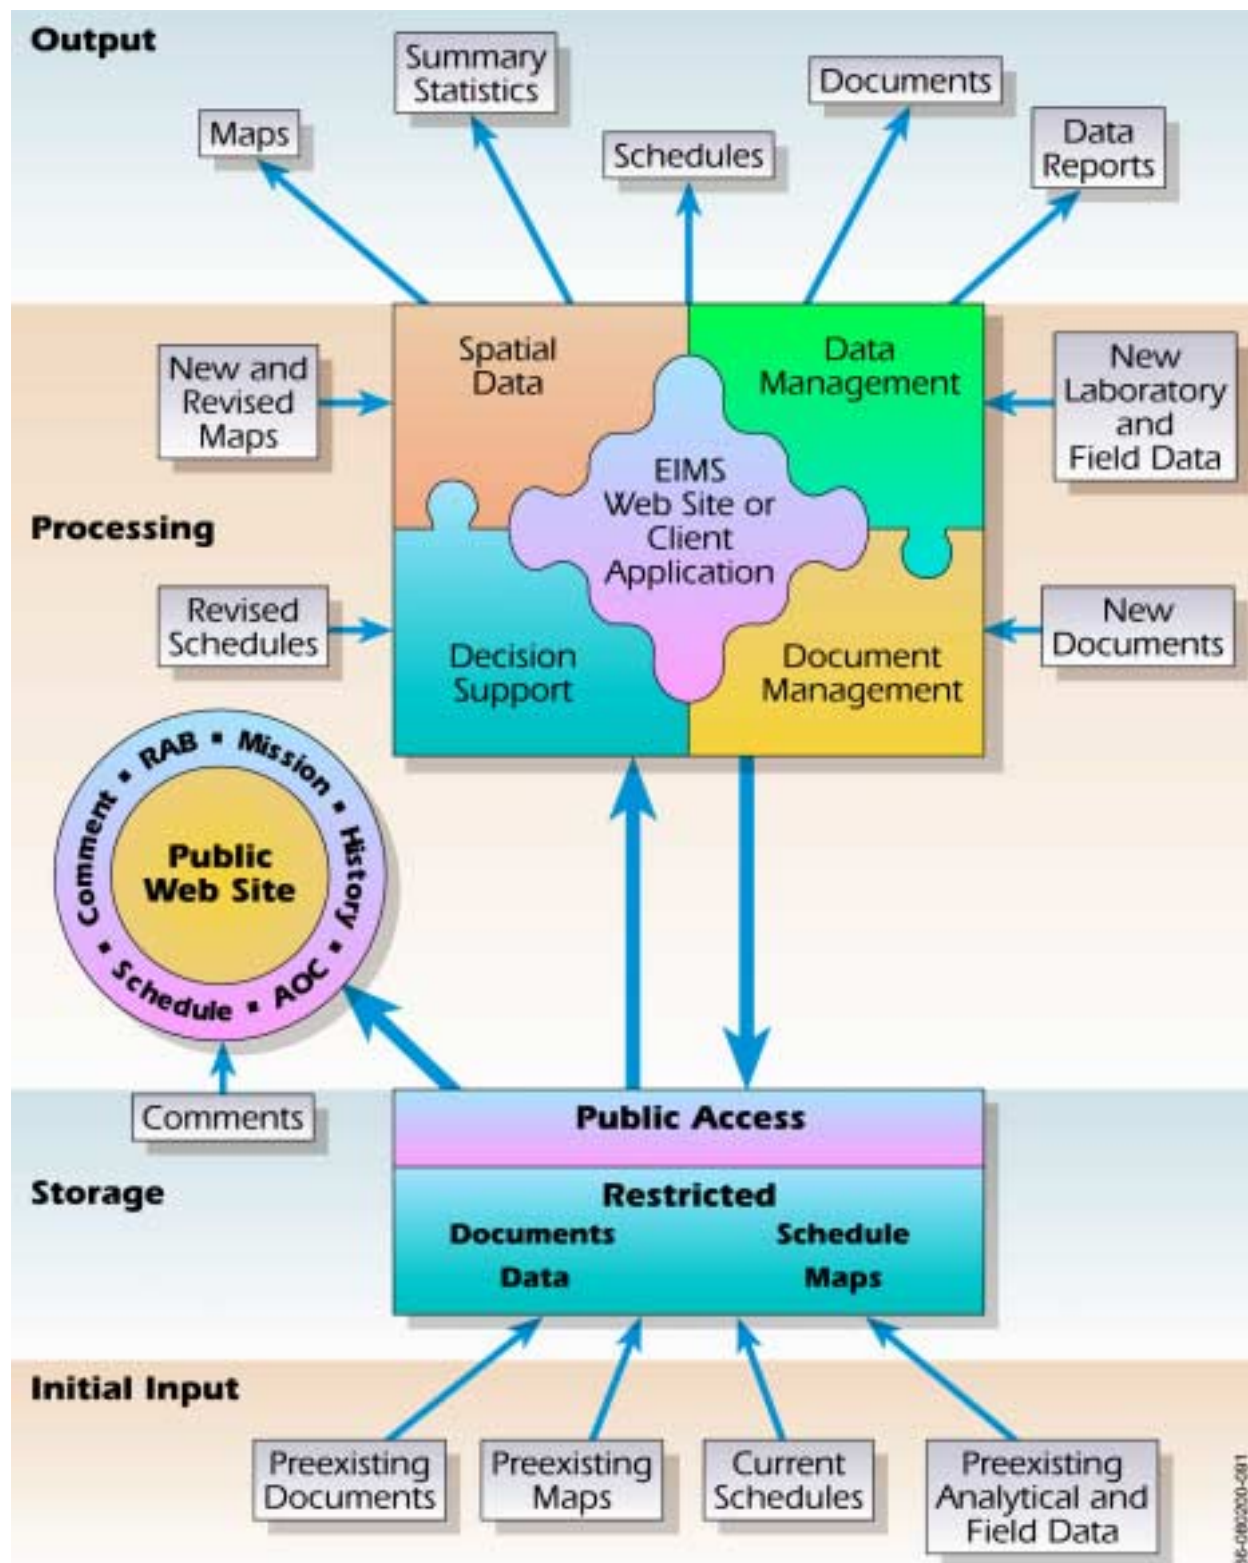 Output
Summary
Statistics
Documents
Maps
Schedules
Data
Reports
Spatial
Data
Data
Management
New and
Revised
Maps
New
Laboratory
and
Field Data
EIMS
Web Site or
Client
Application
Processing
Revised
Schedules
New
Documents
Decision
Support
Document
Management
Comment ▪ RAB ▪ Mission ▪ History ▪ AOC ▪ Schedule ▪
Public
Web Site
Comments
Public Access
Storage
Restricted
Documents Schedule
Data Maps
Initial Input
Preexisting
Documents
Preexisting
Maps
Current
Schedules
Preexisting
Analytical and
Field Data